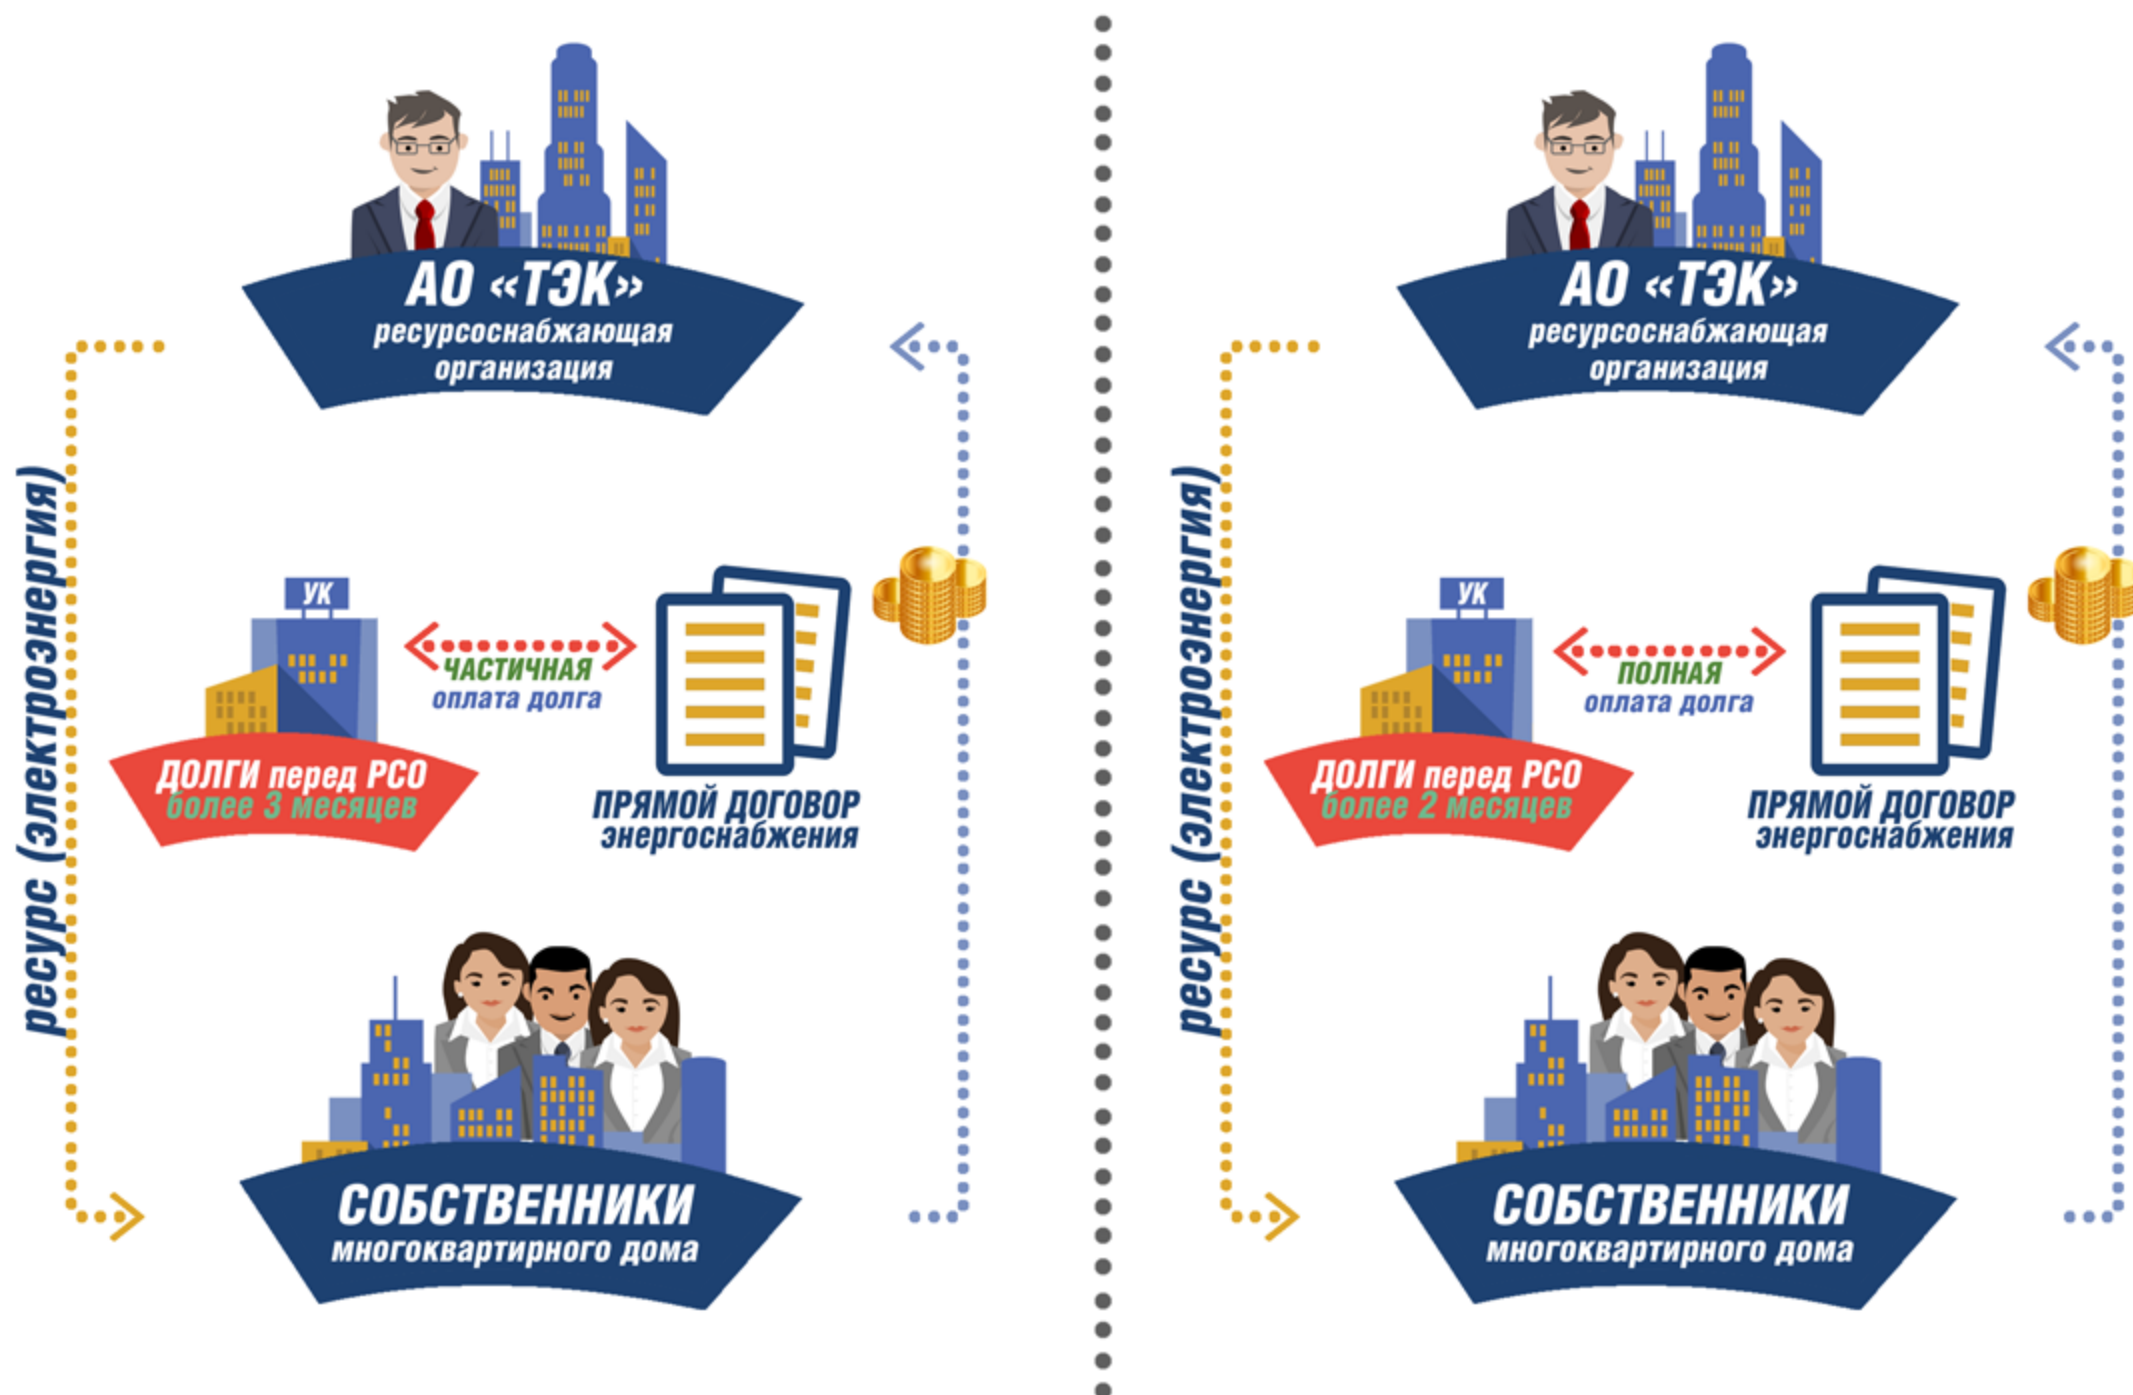 АО «ТЭК»
ресурсоснабжающая
организация
ресурс (электроэнергия)
УК
ЧАСТИЧНАЯ
оплата долга
ДОЛГИ перед РСО
более 3 месяцев
ПРЯМОЙ ДОГОВОР
энергоснабжения
СОБСТВЕННИКИ
многоквартирного дома
АО «ТЭК»
ресурсоснабжающая
организация
ресурс (электроэнергия)
УК
ПОЛНАЯ
оплата долга
ДОЛГИ перед РСО
более 2 месяцев
ПРЯМОЙ ДОГОВОР
энергоснабжения
СОБСТВЕННИКИ
многоквартирного дома